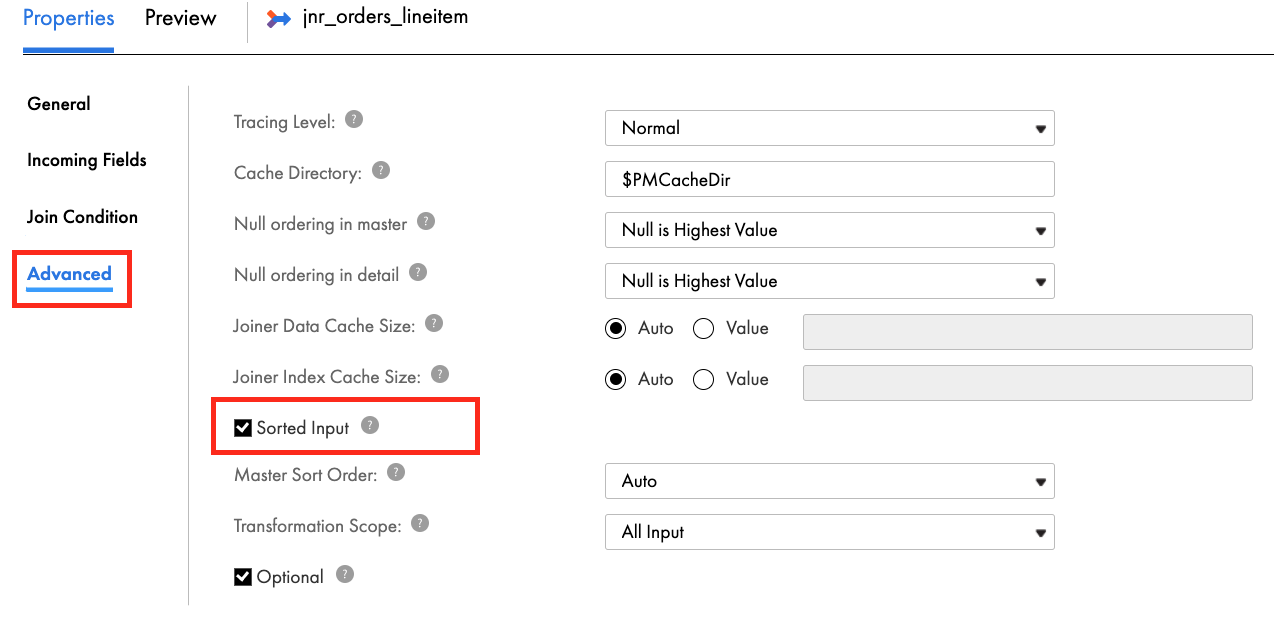 Properties Preview jnr_orders_lineitem
General
Incoming Fields
Join Condition
Advanced
Tracing Level: ? Normal
Cache Directory: ? $PMCacheDir
Null ordering in master ? Null is Highest Value
Null ordering in detail ? Null is Highest Value
Joiner Data Cache Size: ? Auto Value
Joiner Index Cache Size: ? Auto Value
Sorted Input ?
Master Sort Order: ? Auto
Transformation Scope: ? All Input
Optional ?